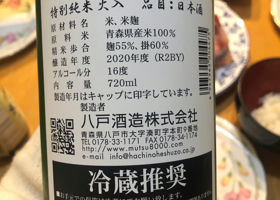 特別純米 火入 品目:日本酒
原材料名 米、米麹
原料米 青森県産米100%
精米歩合 麹55%、掛60%
醸造年度 2020年度(R2BY)
アルコール分 16度
内容量 720ml
製造年月はキャップに印字しています。
製造者
八戸酒造株式会社
青森県八戸市大字湊町字本町9番地
TEL 0178-33-1171 FAX 0178-34-1174
http://www.mutsu8000.com
info@hachinoheshuzo.co.jp
冷蔵推奨